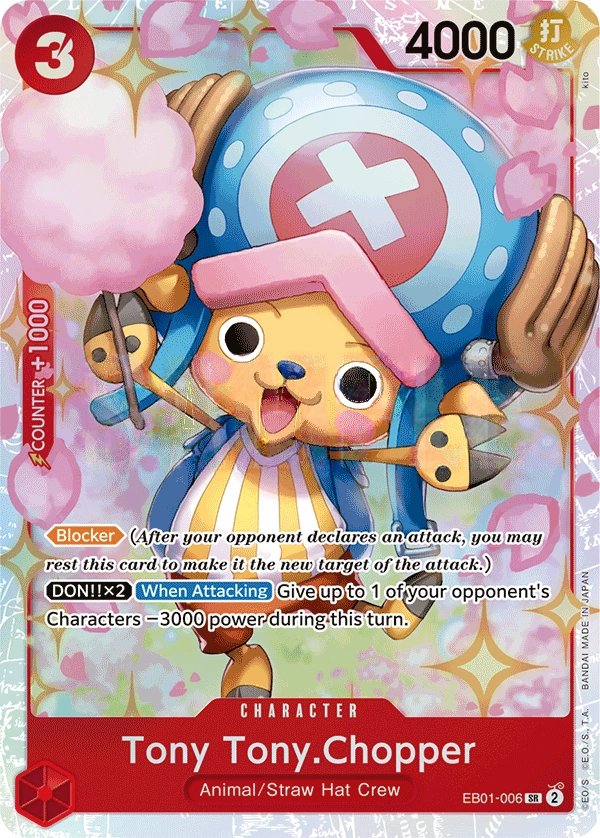 3
4000
打
STRIKE
kito
COUNTER +1000
Blocker (After your opponent declares an attack, you may
rest this card to make it the new target of the attack.)
DON!!×2 When Attacking Give up to 1 of your opponent's
Characters −3000 power during this turn.
BANDAI MADE IN JAPAN
©E/S ©E.O./S., T.A.
CHARACTER
Tony Tony.Chopper
Animal/Straw Hat Crew
EB01-006 SR 2